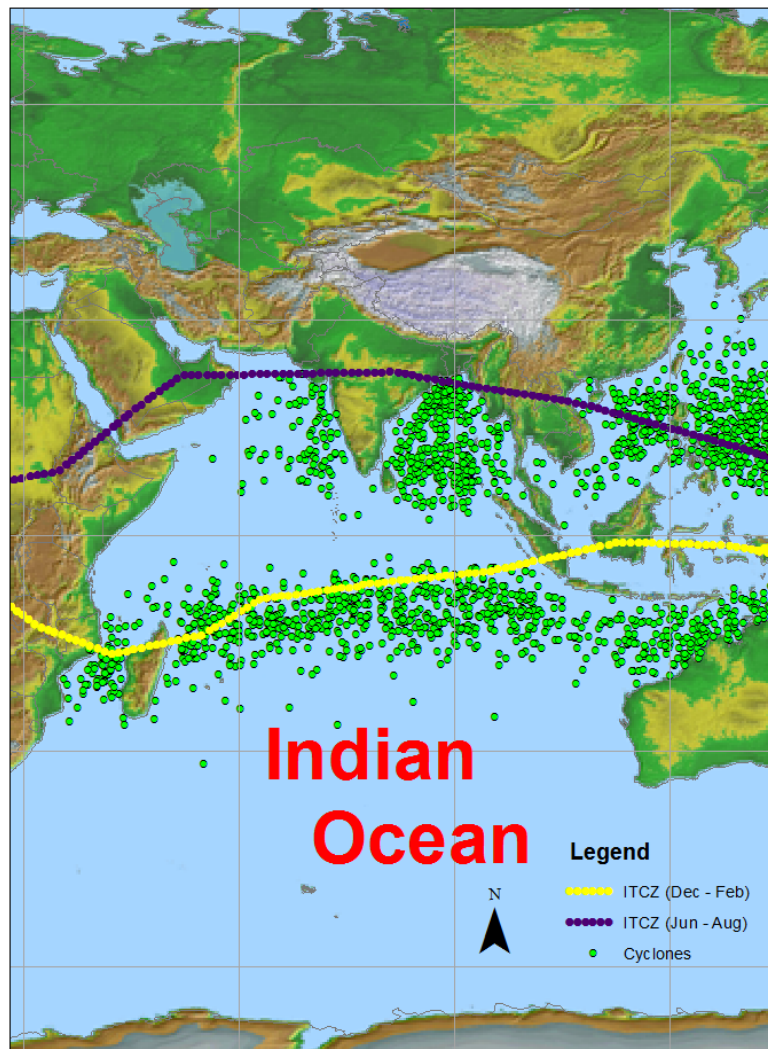 Indian
Ocean
Legend
N
ITCZ (Dec - Feb)
ITCZ (Jun - Aug)
Cyclones